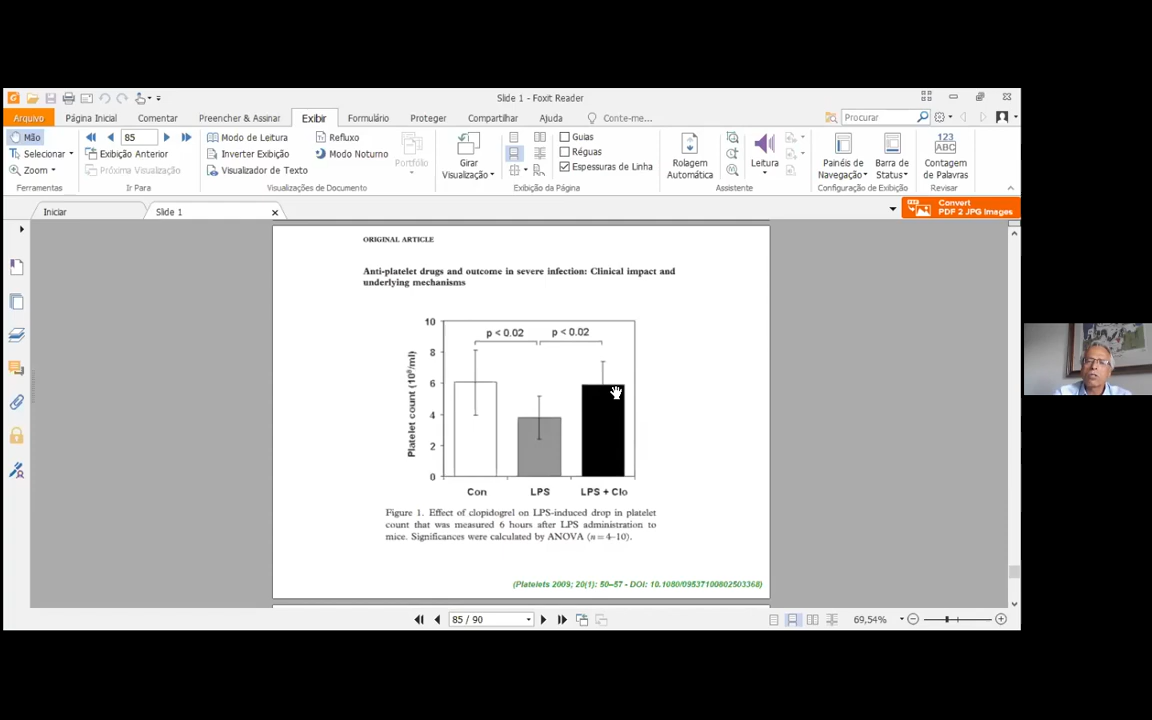 Slide 1 - Foxit Reader
Arquivo Página Inicial Comentar Preencher & Assinar Exibir Formulário Proteger Compartilhar Ajuda Conte-me... Procurar
Mão
Selecionar
Zoom
Ferramentas
85
Exibição Anterior
Próxima Visualização
Ir Para
Modo de Leitura
Inverter Exibição
Visualizador de Texto
Refluxo
Modo Noturno
Portfólio
Visualizações de Documento
Girar
Visualização
Guias
Réguas
Espessuras de Linha
Exibição da Página
Rolagem
Automática
Leitura
Assistente
Painéis de
Navegação
Barra de
Status
Configuração de Exibição
123
ABC
Contagem
de Palavras
Revisar
Iniciar
Slide 1
Convert
PDF 2 JPG Images
ORIGINAL ARTICLE
Anti-platelet drugs and outcome in severe infection: Clinical impact and
underlying mechanisms
Platelet count (10⁸/ml)
10
8
6
4
2
0
p < 0.02
p < 0.02
Con
LPS
LPS + Clo
Figure 1. Effect of clopidogrel on LPS-induced drop in platelet
count that was measured 6 hours after LPS administration to
mice. Significances were calculated by ANOVA (n = 4–10).
(Platelets 2009; 20(1): 50–57 - DOI: 10.1080/09537100802503368)
85 / 90
69,54%